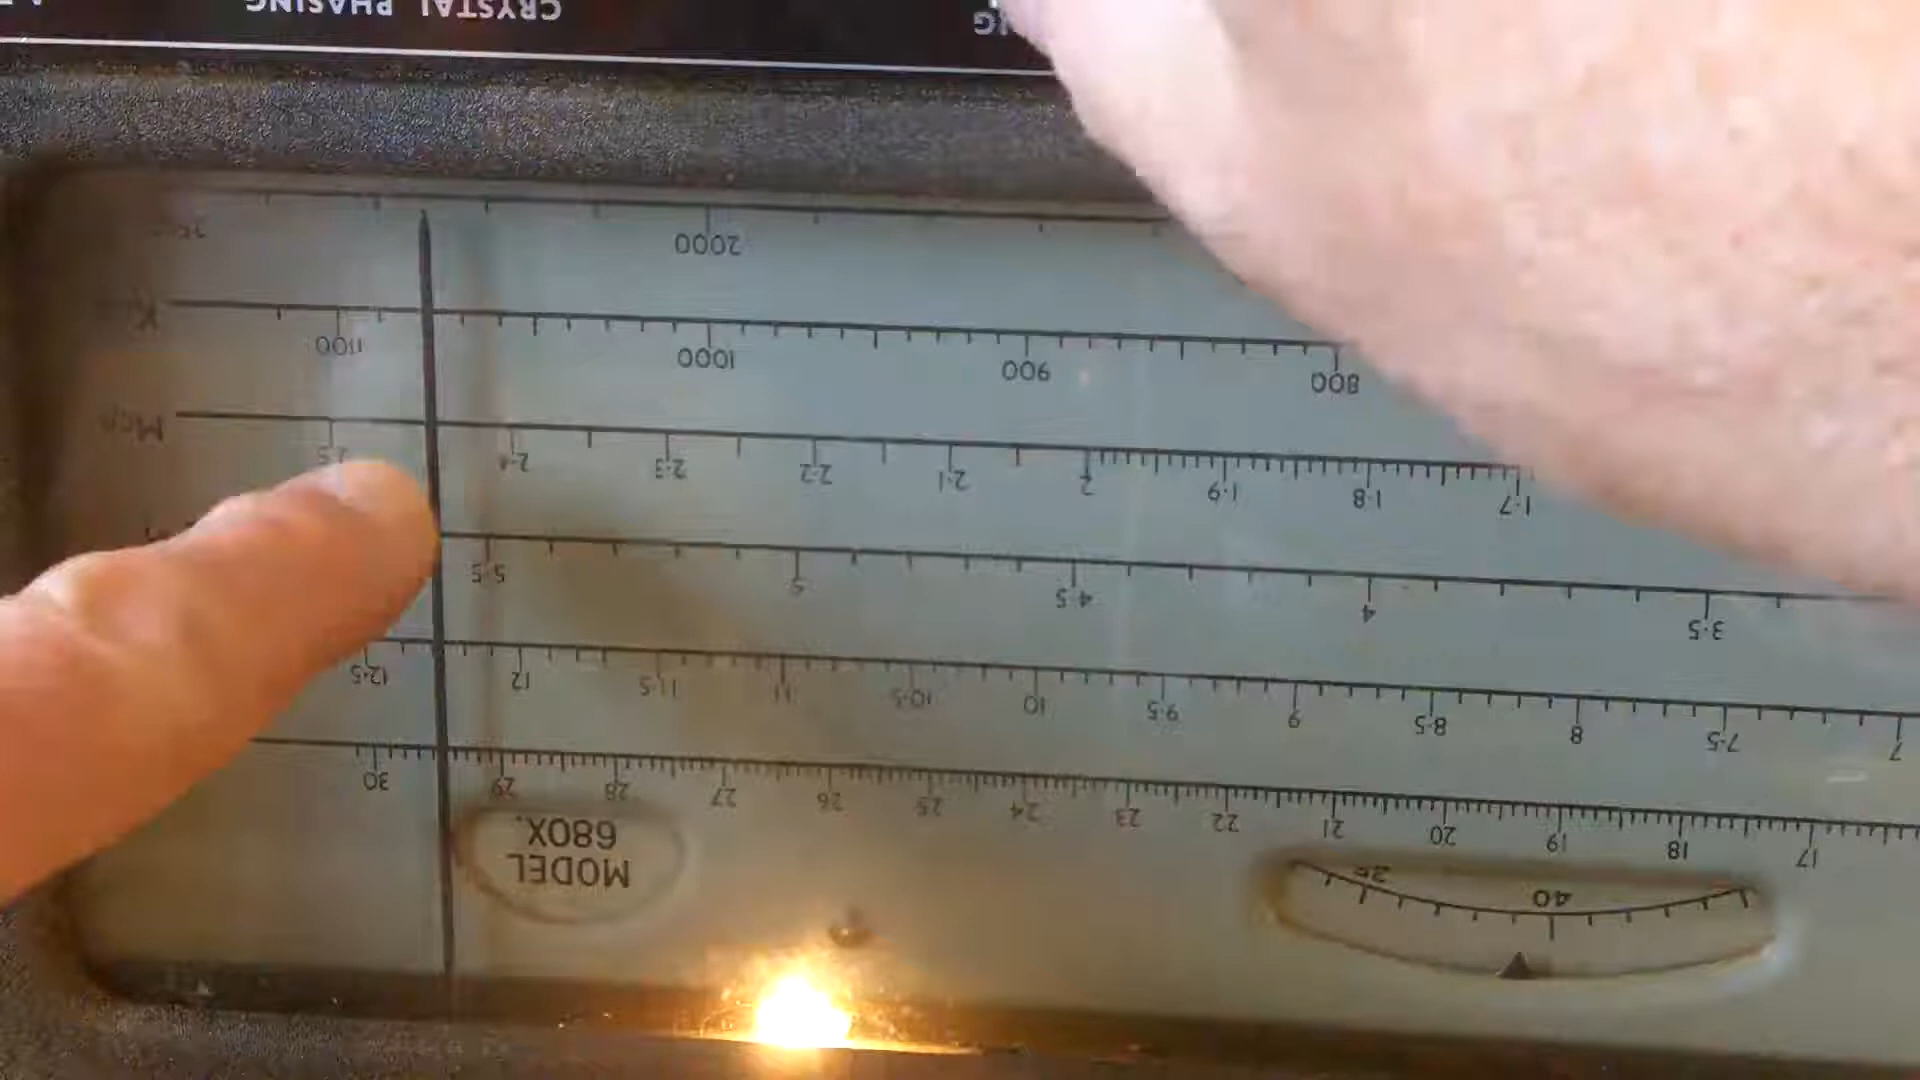 40
MODEL
680X.
17 18 19 20 21 22 23 24 25 26 27 28 29 30
7 7·5 8 8·5 9 9·5 10 10·5 11 11·5 12 12·5
3·5 4 4·5 5 5·5
1·7 1·8 1·9 2 2·1 2·2 2·3 2·4 2·5
800 900 1000 1100
2000
CRYSTAL PHASING